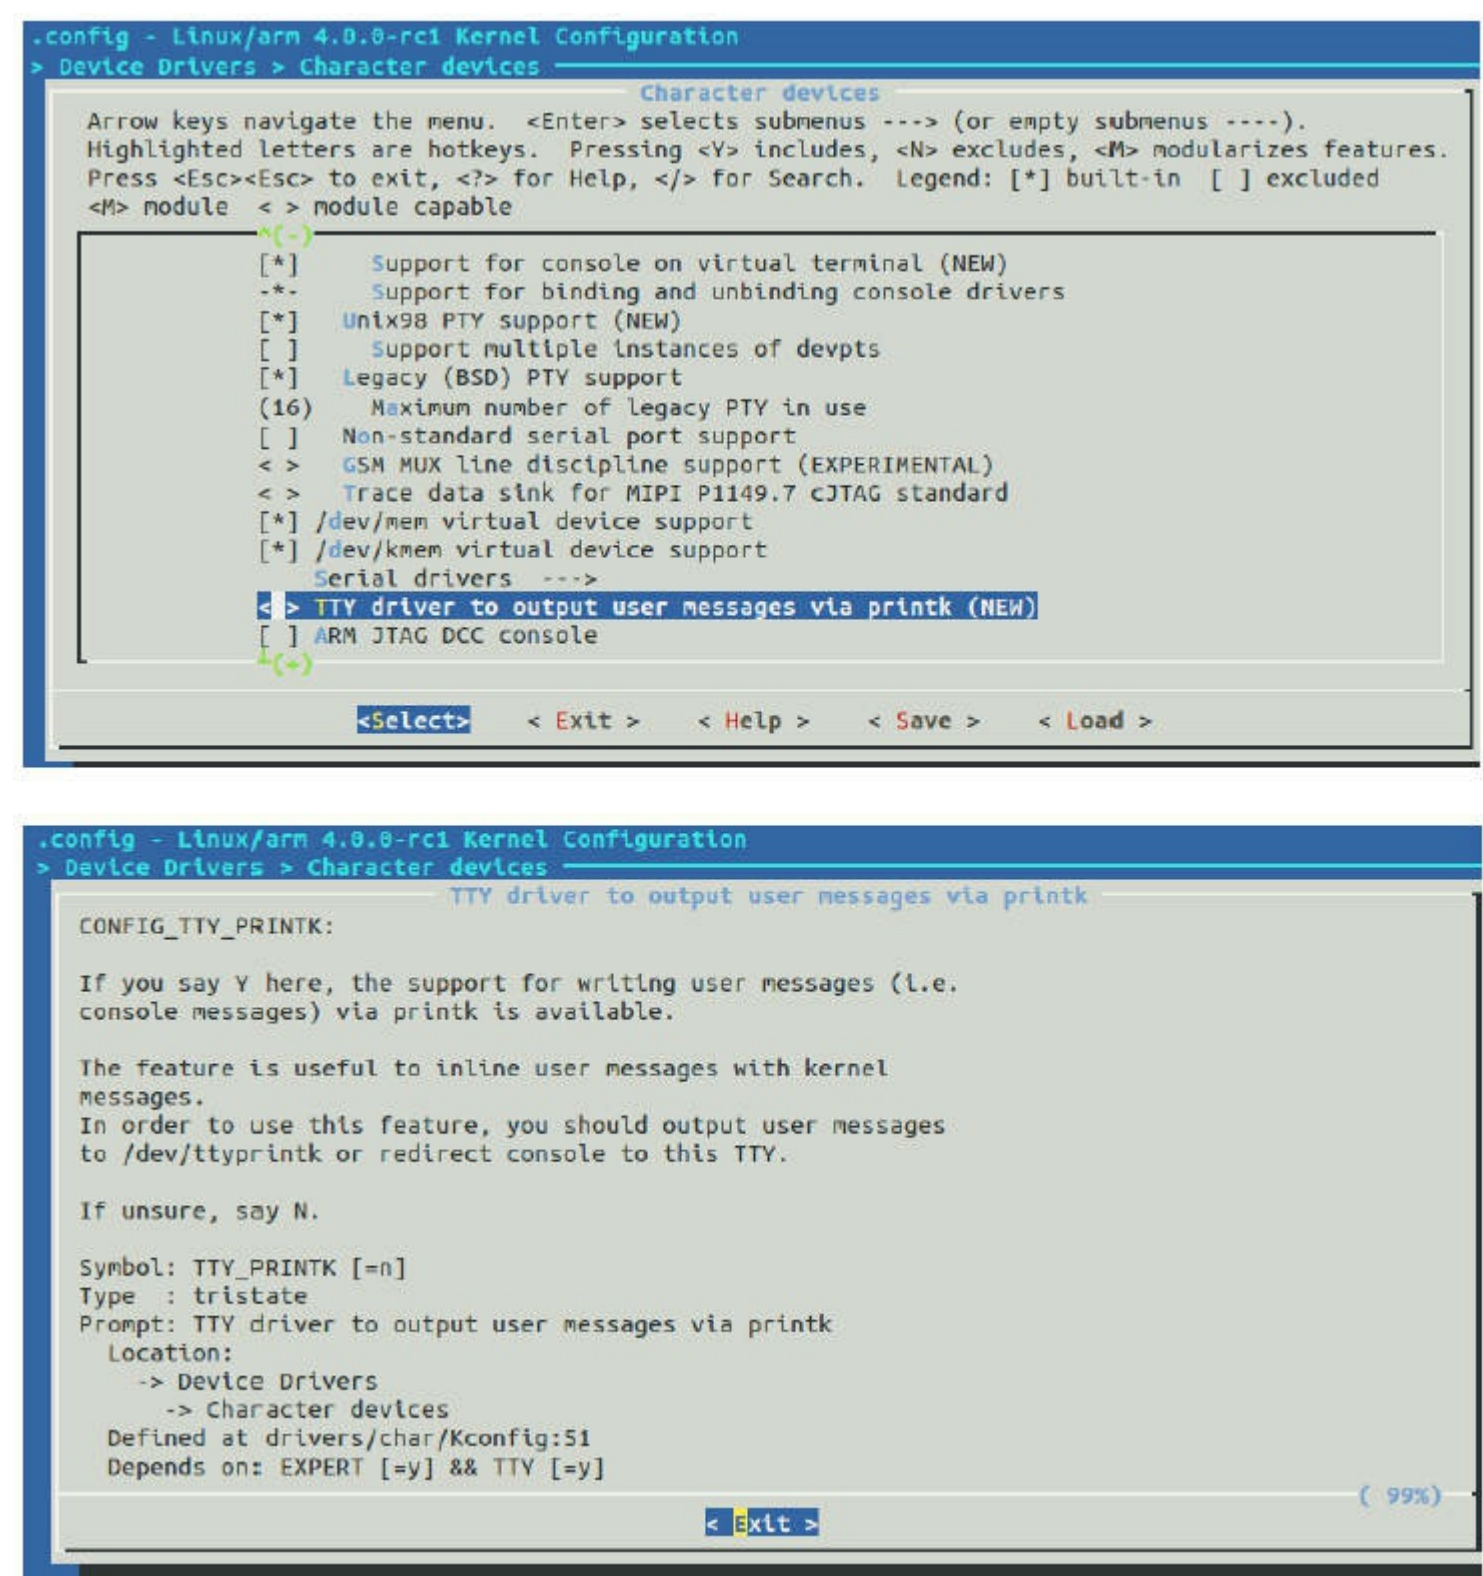 .config - Linux/arm 4.0.0-rc1 Kernel Configuration
> Device Drivers > Character devices
Character devices
Arrow keys navigate the menu.  <Enter> selects submenus ---> (or empty submenus ----).
Highlighted letters are hotkeys.  Pressing <Y> includes, <N> excludes, <M> modularizes features.
Press <Esc><Esc> to exit, <?> for Help, </> for Search.  Legend: [*] built-in  [ ] excluded
<M> module  < > module capable
^(-)
[*]     Support for console on virtual terminal (NEW)
-*-     Support for binding and unbinding console drivers
[*]   Unix98 PTY support (NEW)
[ ]     Support multiple instances of devpts
[*]   Legacy (BSD) PTY support
(16)    Maximum number of legacy PTY in use
[ ]   Non-standard serial port support
< >   GSM MUX line discipline support (EXPERIMENTAL)
< >   Trace data sink for MIPI P1149.7 cJTAG standard
[*] /dev/mem virtual device support
[*] /dev/kmem virtual device support
    Serial drivers  --->
< > TTY driver to output user messages via printk (NEW)
[ ] ARM JTAG DCC console
┴(+)
<Select>    < Exit >    < Help >    < Save >    < Load >
.config - Linux/arm 4.0.0-rc1 Kernel Configuration
> Device Drivers > Character devices
TTY driver to output user messages via printk
CONFIG_TTY_PRINTK:
If you say Y here, the support for writing user messages (i.e.
console messages) via printk is available.
The feature is useful to inline user messages with kernel
messages.
In order to use this feature, you should output user messages
to /dev/ttyprintk or redirect console to this TTY.
If unsure, say N.
Symbol: TTY_PRINTK [=n]
Type  : tristate
Prompt: TTY driver to output user messages via printk
  Location:
    -> Device Drivers
      -> Character devices
  Defined at drivers/char/Kconfig:51
  Depends on: EXPERT [=y] && TTY [=y]
( 99%)
< Exit >